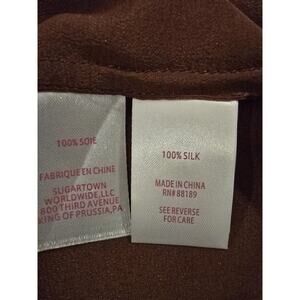 100% SOIE
FABRIQUE EN CHINE
SUGARTOWN
WORLDWIDE, LLC
800 THIRD AVENUE
KING OF PRUSSIA, PA
100% SILK
MADE IN CHINA
RN# 88189
SEE REVERSE
FOR CARE